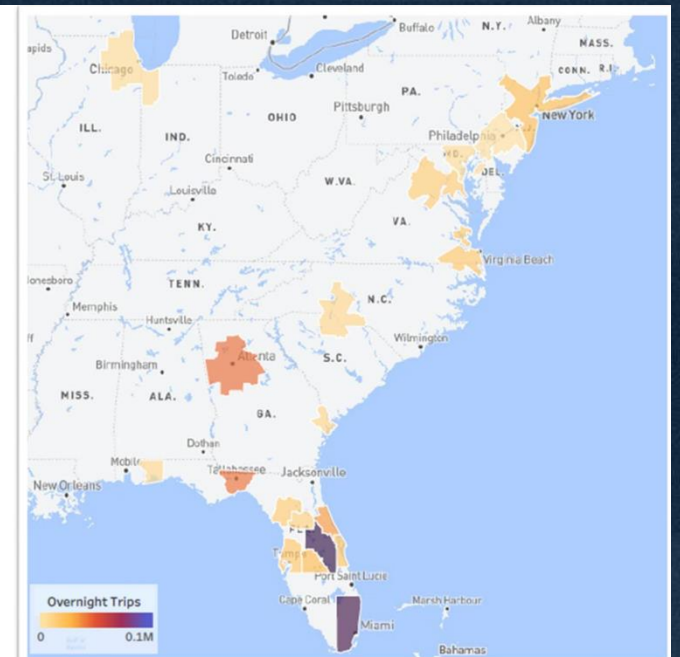 Detroit
Buffalo
N.Y.
Albany
MASS.
apids
Chicago
Toledo
Cleveland
CONN.
R.I.
PA.
Pittsburgh
New York
ILL.
IND.
OHIO
Philadelphia
MD.
DEL.
Cincinnati
St. Louis
Louisville
W.VA.
VA.
KY.
Virginia Beach
Jonesboro
TENN.
N.C.
Memphis
Huntsville
Atlanta
Wilmington
Birmingham
S.C.
MISS.
ALA.
GA.
Dothan
Mobile
Tallahassee
Jacksonville
New Orleans
FLA.
Tampa
Port Saint Lucie
Cape Coral
Marsh Harbour
Miami
Bahamas
Overnight Trips
0
0.1M